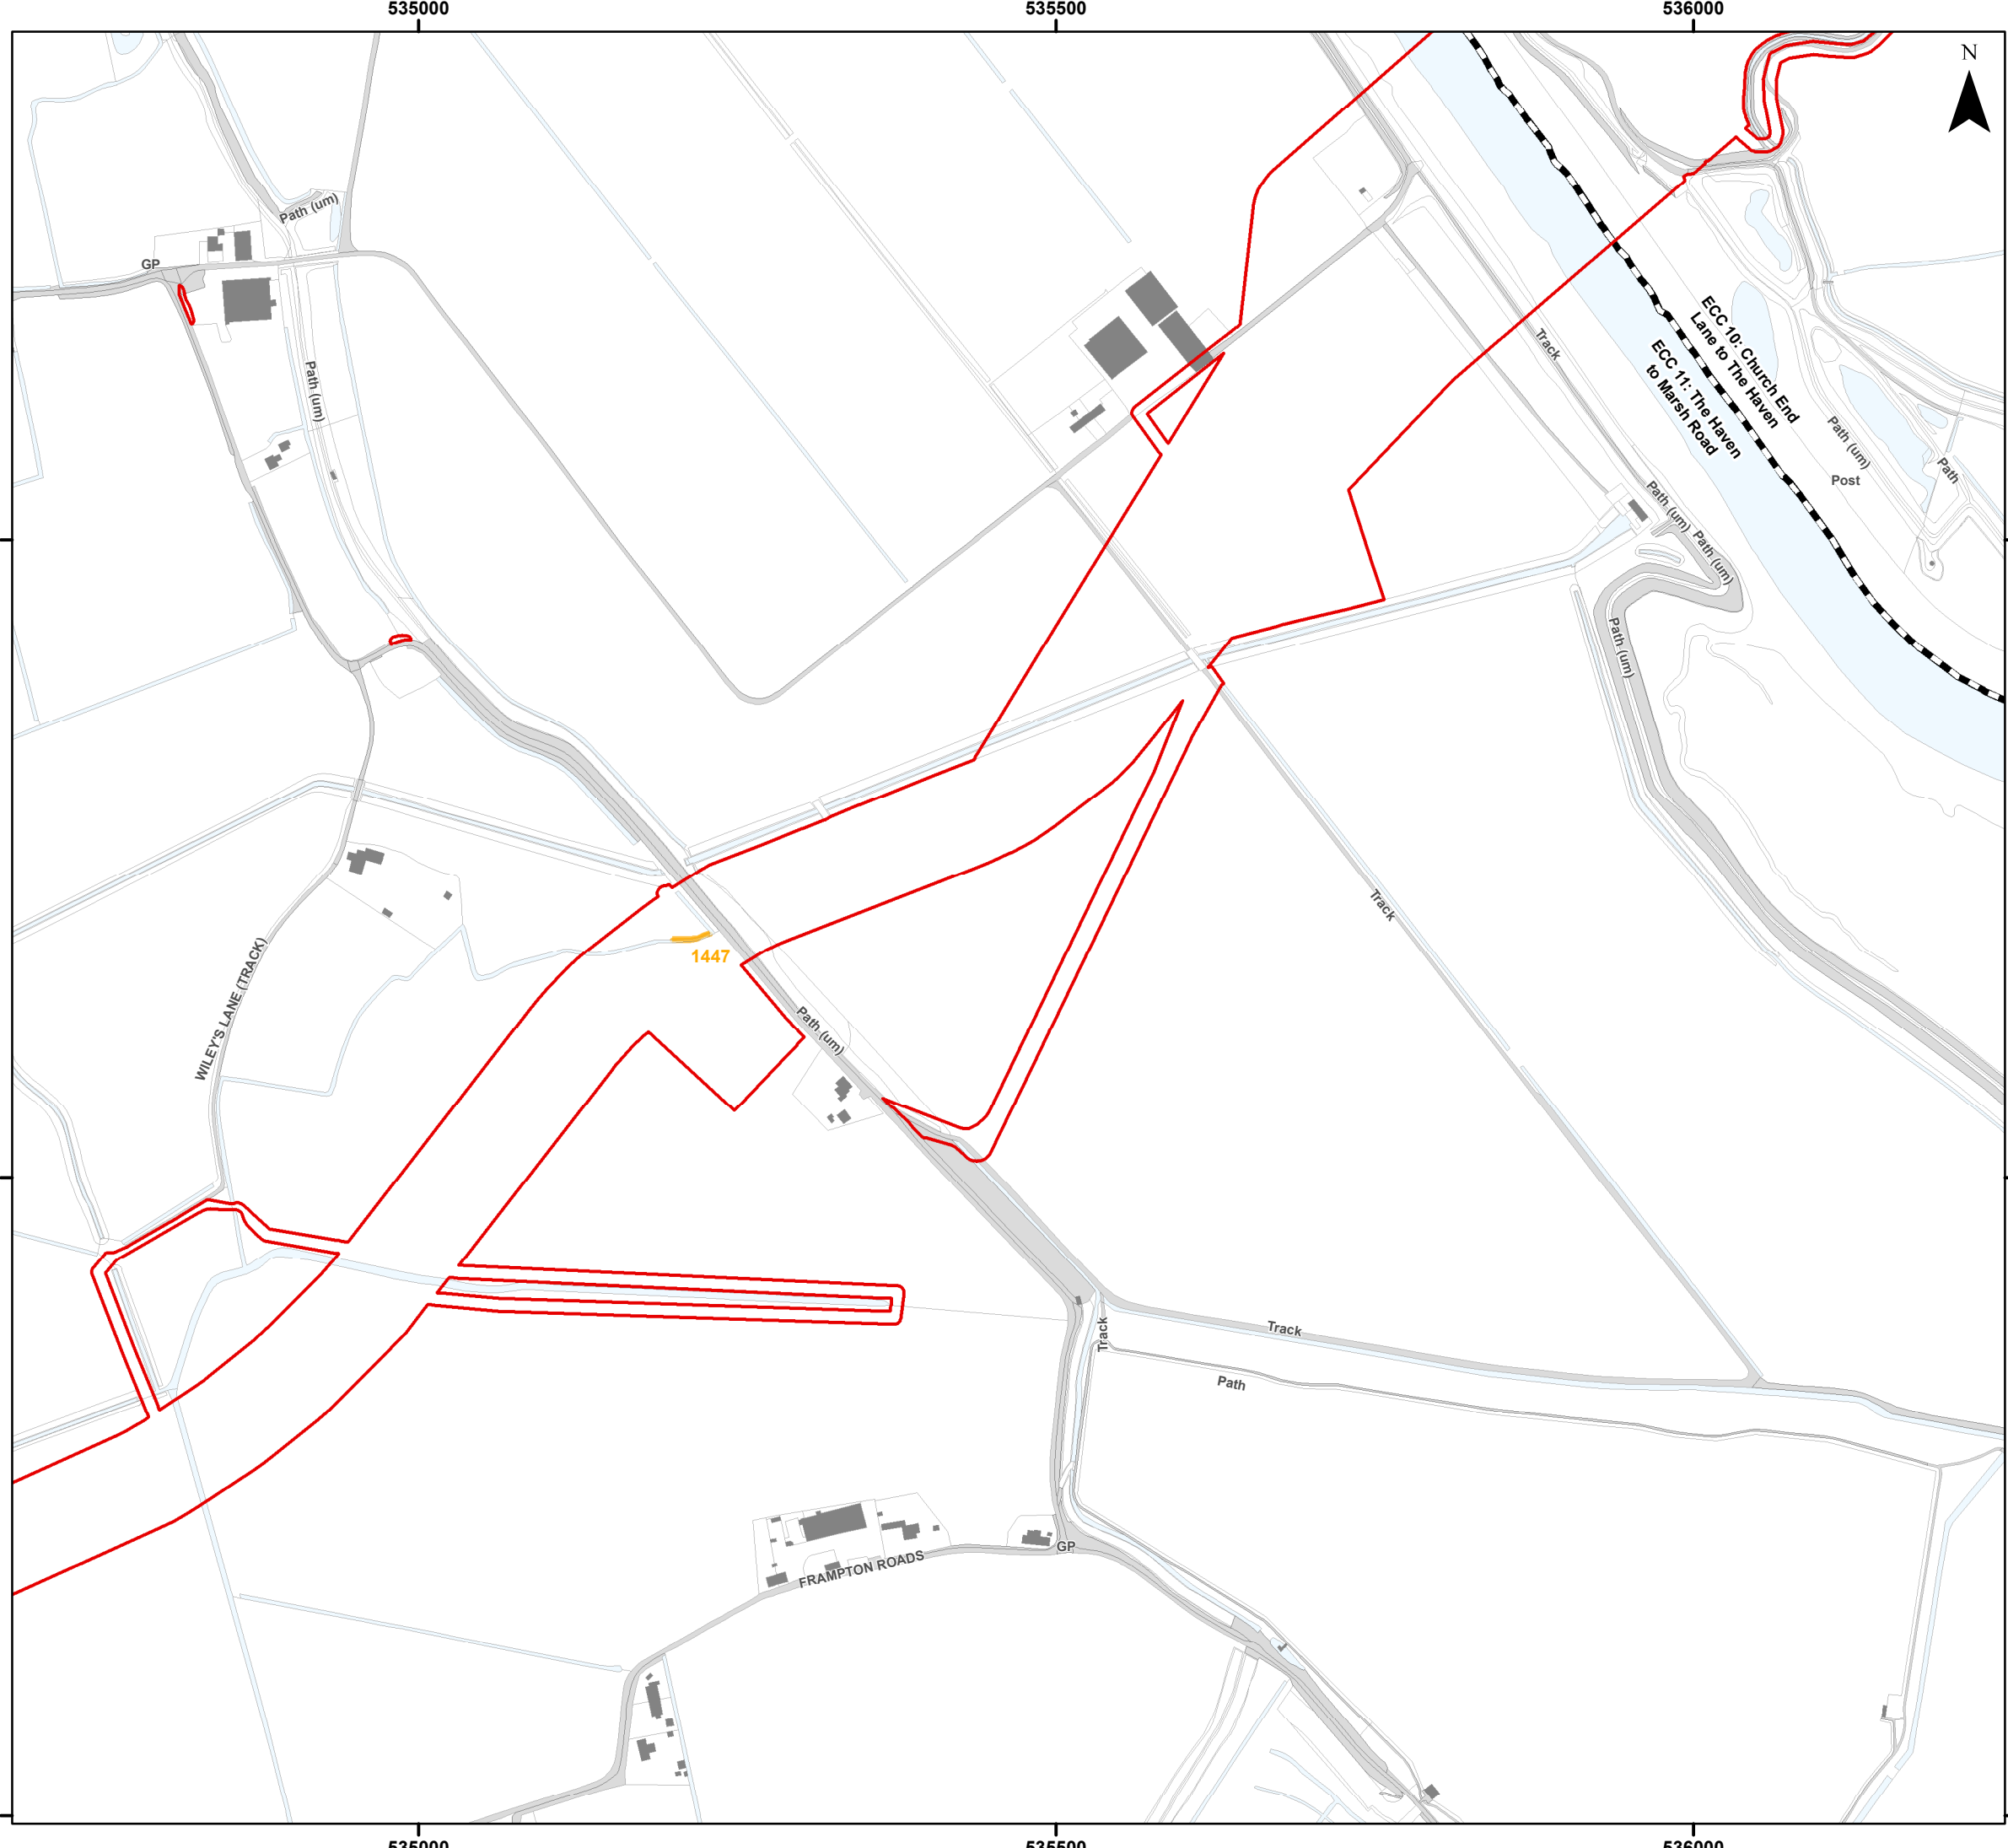 535000
535500
536000
N
Path (um)
GP
Path (um)
Track
ECC 10: Church End
Lane to The Haven
ECC 11: The Haven
to Marsh Road
Path (um)
Path
Post
Path (um)
Path (um)
Path (um)
Track
WILEY'S LANE (TRACK)
1447
Path (um)
Track
Track
Path
GP
FRAMPTON ROADS
535000
535500
536000